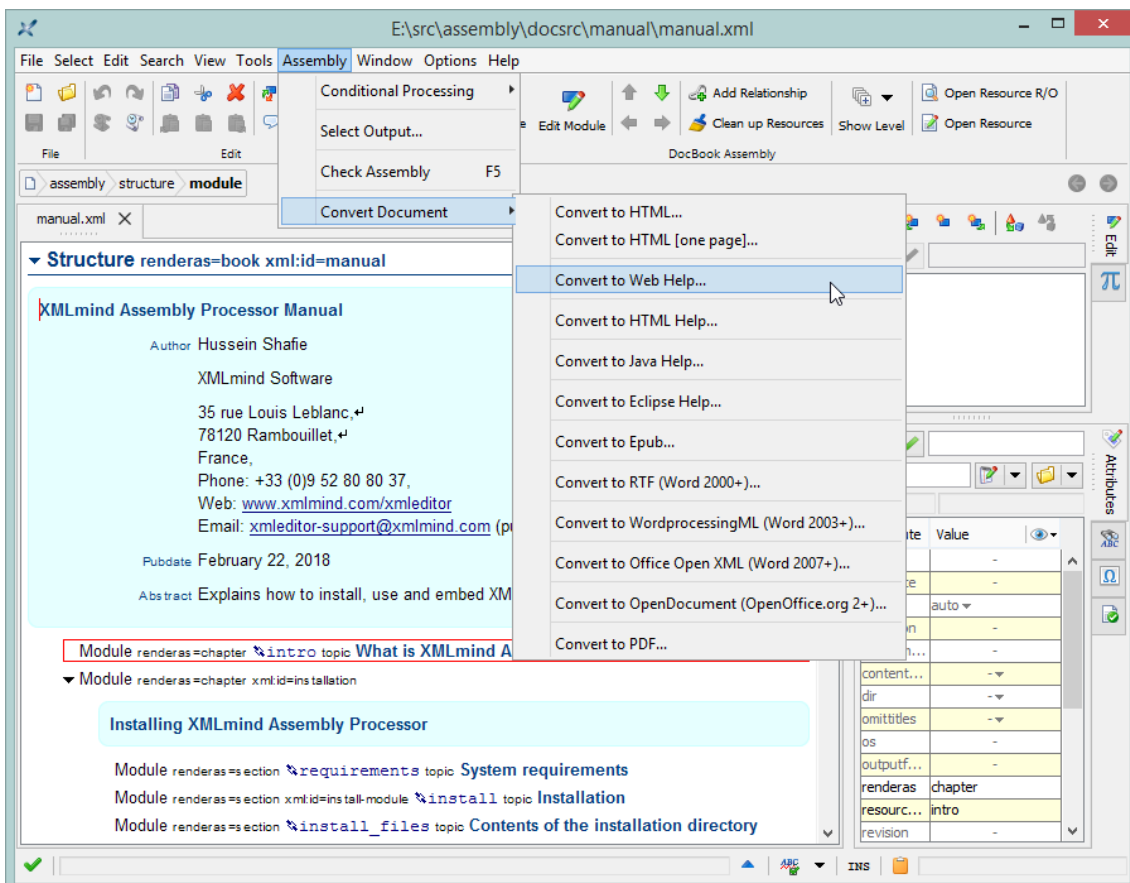 E:\src\assembly\docsrc\manual\manual.xml
File Select Edit Search View Tools Assembly Window Options Help
Conditional Processing
Select Output...
Check Assembly F5
Convert Document
Edit Module
Add Relationship
Clean up Resources
Show Level
Open Resource R/O
Open Resource
File
Edit
DocBook Assembly
assembly structure module
manual.xml
Convert to HTML...
Convert to HTML [one page]...
Convert to Web Help...
Convert to HTML Help...
Convert to Java Help...
Convert to Eclipse Help...
Convert to Epub...
Convert to RTF (Word 2000+)...
Convert to WordprocessingML (Word 2003+)...
Convert to Office Open XML (Word 2007+)...
Convert to OpenDocument (OpenOffice.org 2+)...
Convert to PDF...
Structure renderas=book xml:id=manual
XMLmind Assembly Processor Manual
Author Hussein Shafie
XMLmind Software
35 rue Louis Leblanc,
78120 Rambouillet,
France,
Phone: +33 (0)9 52 80 80 37,
Web: www.xmlmind.com/xmleditor
Email: xmleditor-support@xmlmind.com (pu
Pubdate February 22, 2018
Abstract Explains how to install, use and embed XM
Module renderas=chapter intro topic What is XMLmind A
Module renderas=chapter xml:id=installation
Installing XMLmind Assembly Processor
Module renderas=section requirements topic System requirements
Module renderas=section xml:id=install-module install topic Installation
Module renderas=section install_files topic Contents of the installation directory
Edit
Attributes
ute Value
-
te -
auto
on -
n... -
content... -
dir -
omittitles -
os -
outputf... -
renderas chapter
resourc... intro
revision -
ABC
Ω
π
ABC
INS